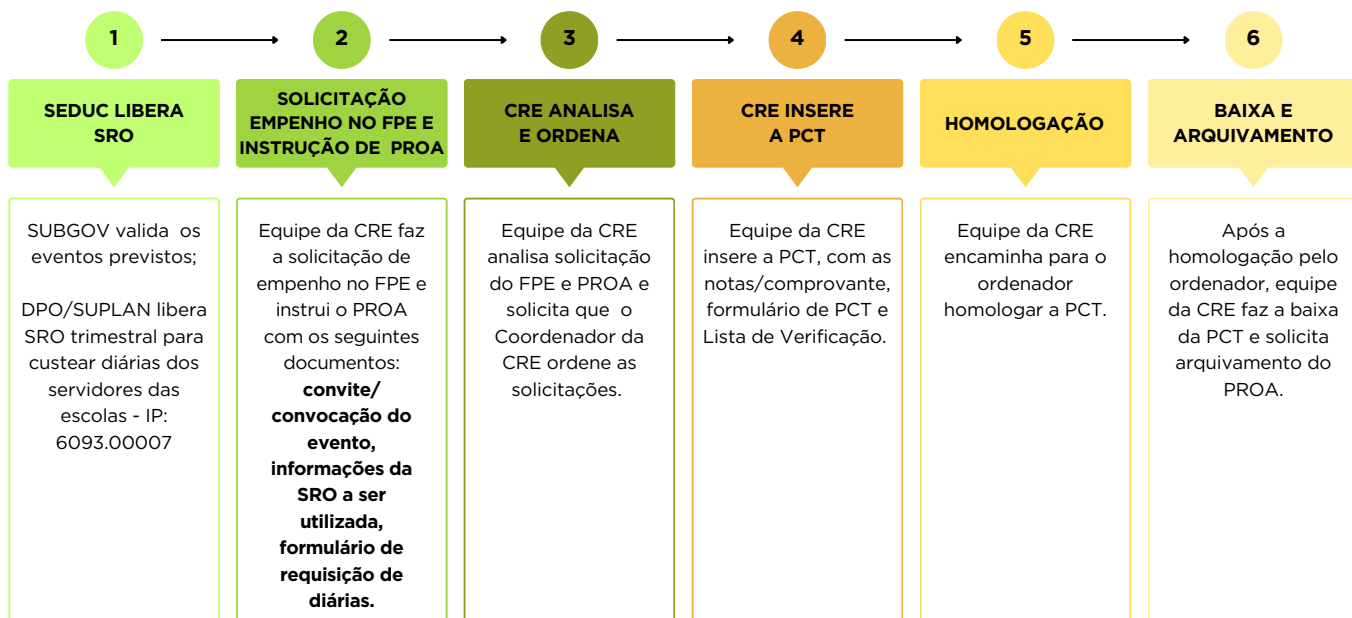 1
2
3
4
5
6
SEDUC LIBERA
SRO
SOLICITAÇÃO
EMPENHO NO FPE E
INSTRUÇÃO DE PROA
CRE ANALISA
E ORDENA
CRE INSERE
A PCT
HOMOLOGAÇÃO
BAIXA E
ARQUIVAMENTO
SUBGOV valida os
eventos previstos;
DPO/SUPLAN libera
SRO trimestral para
custear diárias dos
servidores das
escolas - IP:
6093.00007
Equipe da CRE faz
a solicitação de
empenho no FPE e
instrui o PROA
com os seguintes
documentos:
convite/
convocação do
evento,
informações da
SRO a ser
utilizada,
formulário de
requisição de
diárias.
Equipe da CRE
analisa solicitação
do FPE e PROA e
solicita que o
Coordenador da
CRE ordene as
solicitações.
Equipe da CRE
insere a PCT, com as
notas/comprovante,
formulário de PCT e
Lista de Verificação.
Equipe da CRE
encaminha para o
ordenador
homologar a PCT.
Após a
homologação pelo
ordenador, equipe
da CRE faz a baixa
da PCT e solicita
arquivamento do
PROA.